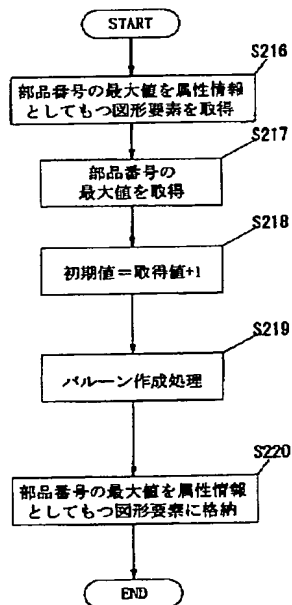 START
S216
部品番号の最大値を属性情報
としてもつ図形要素を取得
S217
部品番号の
最大値を取得
S218
初期値=取得値+1
S219
バルーン作成処理
S220
部品番号の最大値を属性情報
としてもつ図形要素に格納
END